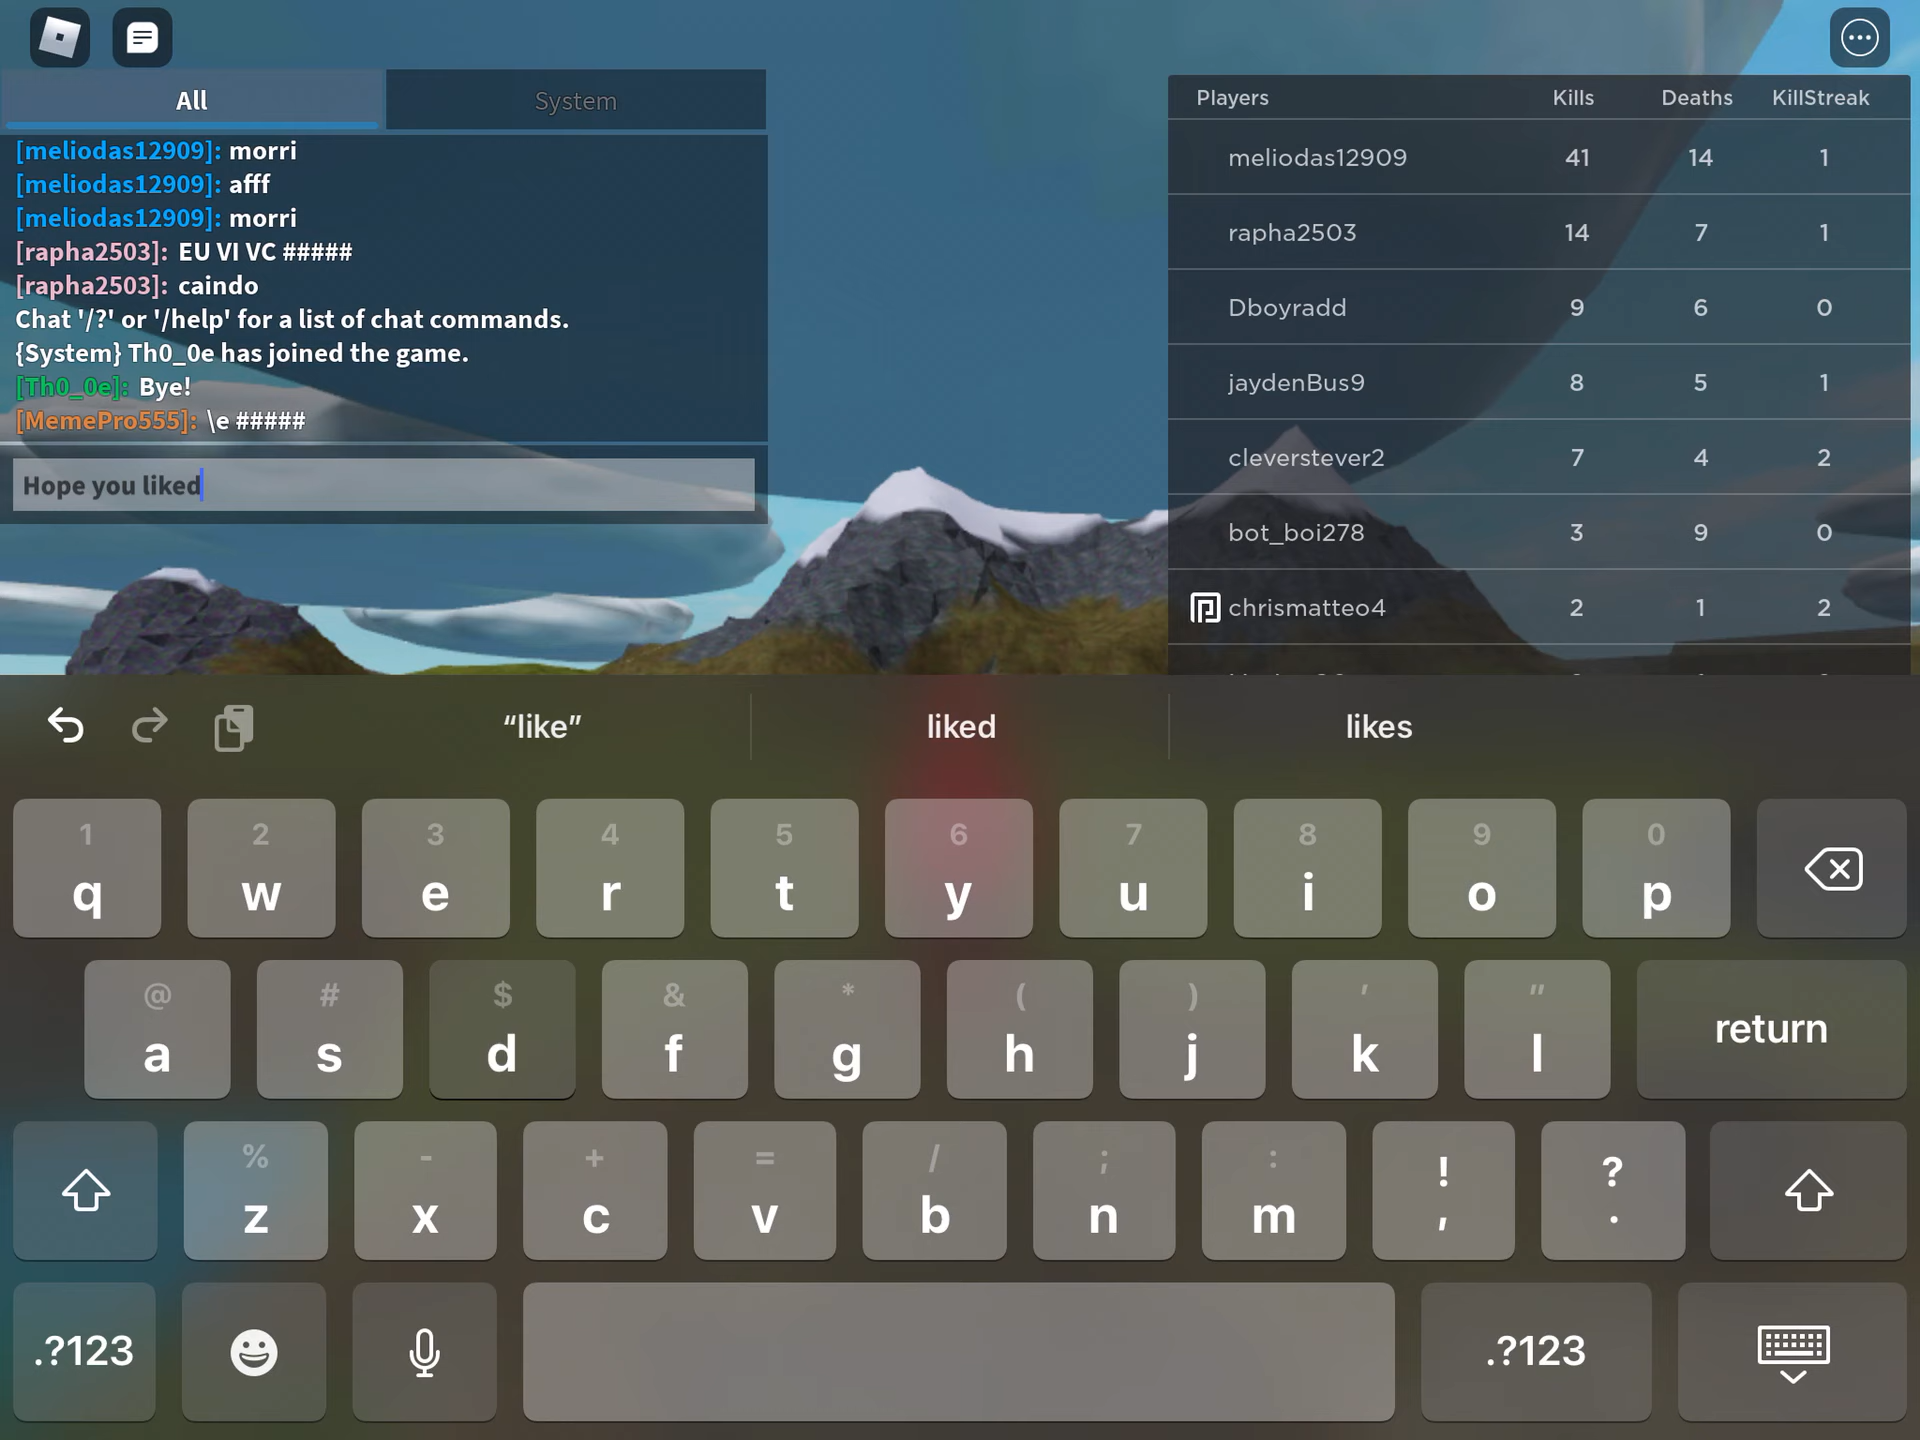 All System
[meliodas12909]: morri
[meliodas12909]: afff
[meliodas12909]: morri
[rapha2503]: EU VI VC #####
[rapha2503]: caindo
Chat '/?' or '/help' for a list of chat commands.
{System} Th0_0e has joined the game.
[Th0_0e]: Bye!
[MemePro555]: \e #####
Hope you liked
Players Kills Deaths KillStreak
meliodas12909 41 14 1
rapha2503 14 7 1
Dboyradd 9 6 0
jaydenBus9 8 5 1
cleverstever2 7 4 2
bot_boi278 3 9 0
chrismatteo4 2 1 2
“like” liked likes
1 2 3 4 5 6 7 8 9 0
q w e r t y u i o p
@ # $ & * ( ) ' "
a s d f g h j k l return
% - + = / ; : ! ?
z x c v b n m , .
.?123 .?123